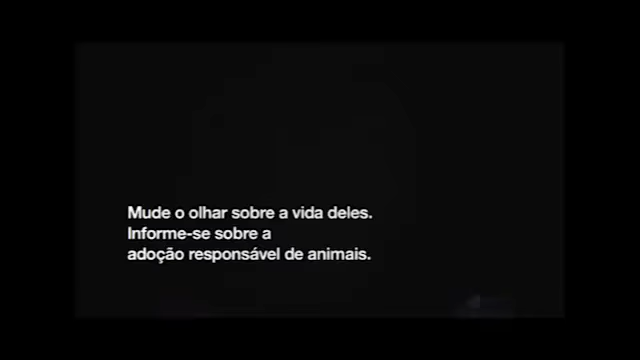 Mude o olhar sobre a vida deles.
Informe-se sobre a
adoção responsável de animais.